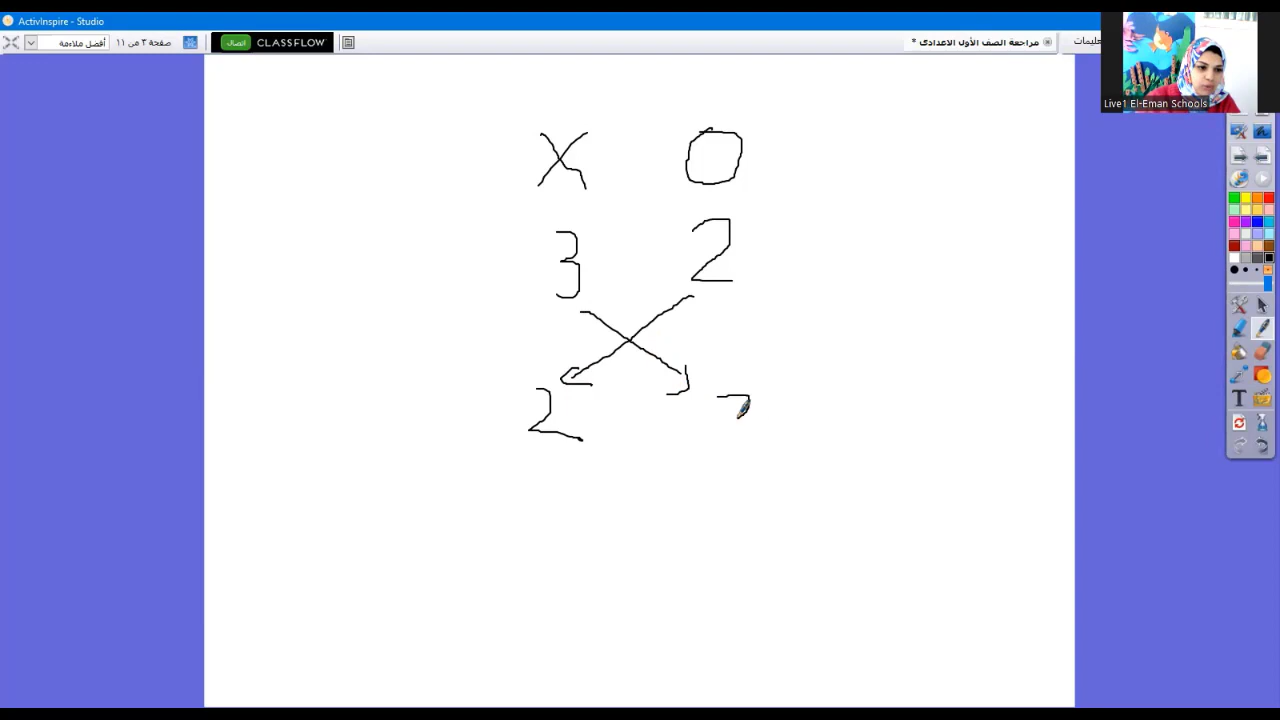 ActivInspire - Studio
أفضل ملاءمة
صفحة ٣ من ١١
اتصال CLASSFLOW
مراجعة الصف الأول الاعدادى *
Live1 El-Eman Schools
T
X O
3 2
2